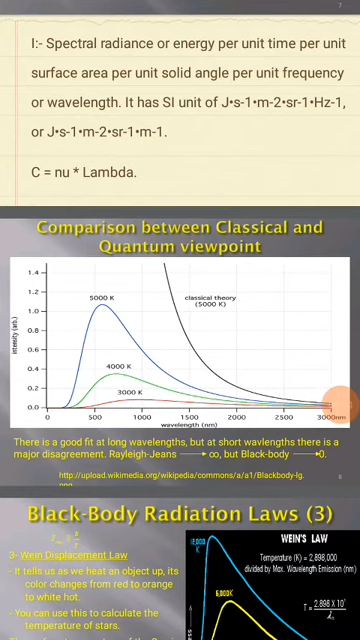 7
I:- Spectral radiance or energy per unit time per unit
surface area per unit solid angle per unit frequency
or wavelength. It has SI unit of J•s-1•m-2•sr-1•Hz-1,
or J•s-1•m-2•sr-1•m-1.
C = nu * Lambda.
Comparison between Classical and
Quantum viewpoint
1.4
1.2
1.0
0.8
0.6
0.4
0.2
0.0
intensity (arb.)
5000 K
classical theory
(5000 K)
4000 K
3000 K
0
500
1000
1500
2000
2500
3000nm
wavelength (nm)
There is a good fit at long wavelengths, but at short wavlengths there is a
major disagreement. Rayleigh-Jeans → ∞, but Black-body → 0.
http://upload.wikimedia.org/wikipedia/commons/a/a1/Blackbody-lg.
8
Black-Body Radiation Laws (3)
3- Wein Displacement Law
- It tells us as we heat an object up, its
color changes from red to orange
to white hot.
- You can use this to calculate the
temperature of stars.
WEIN'S LAW
Temperature (K) = 2,898,000
divided by Max. Wavelength Emission (nm)
12,000
K
6,000K